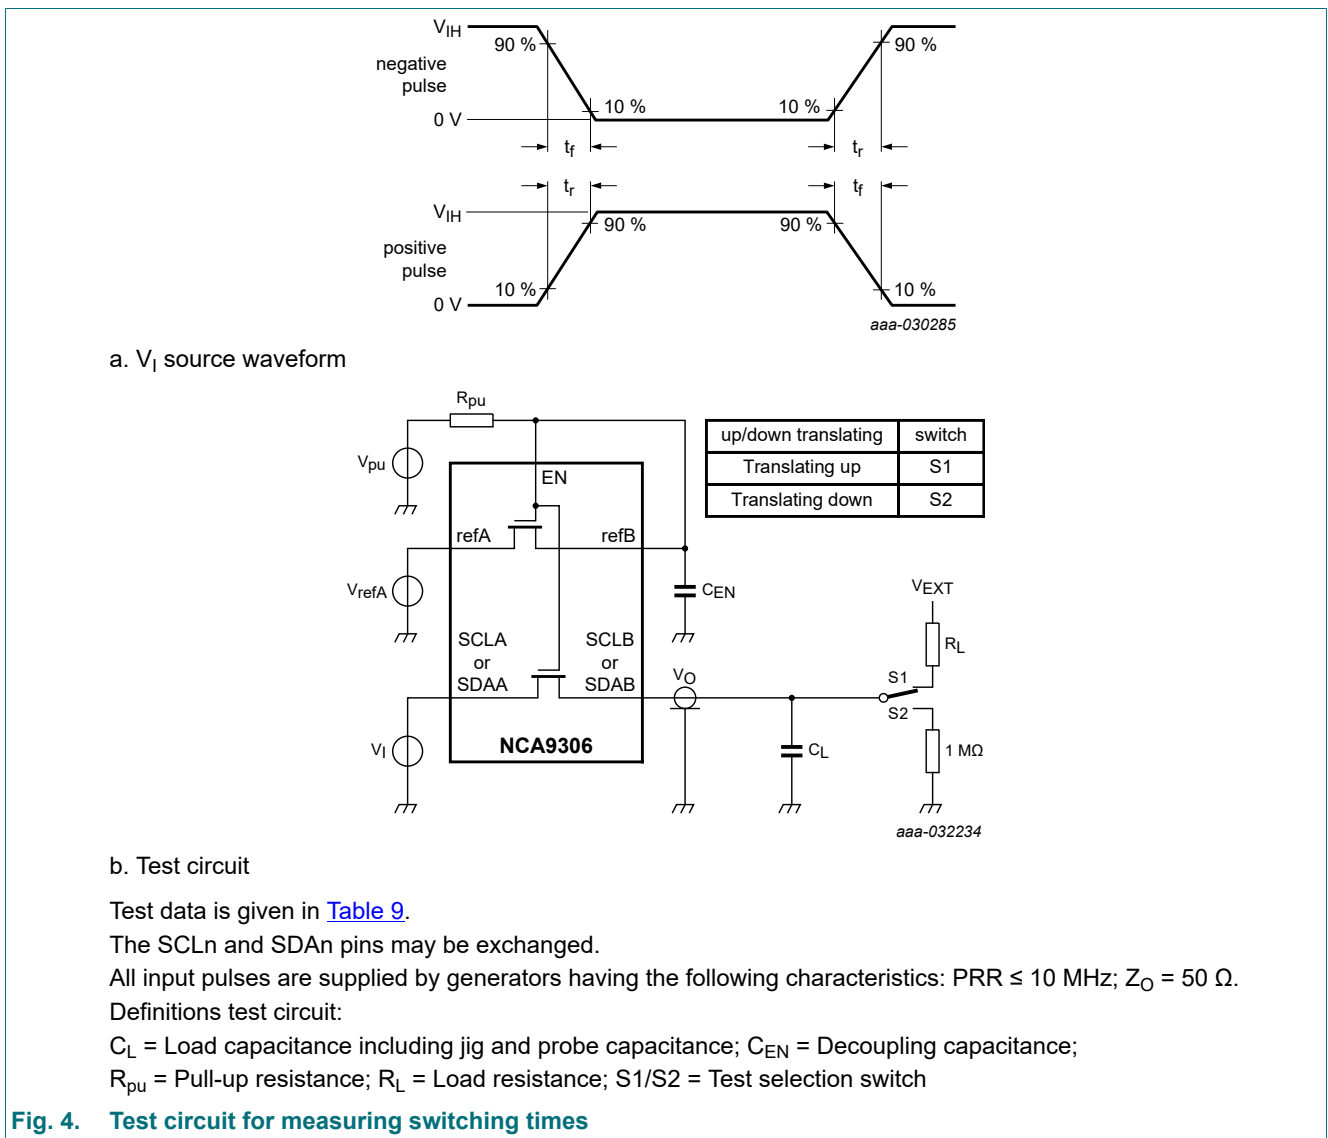 VIH
90 %
90 %
negative
pulse
10 %
10 %
0 V
tf
tr
tr
tf
VIH
90 %
90 %
positive
pulse
10 %
10 %
0 V
aaa-030285
a. VI source waveform
Rpu
up/down translating switch
Translating up S1
Translating down S2
Vpu
EN
refA
refB
VrefA
CEN
VEXT
RL
SCLA
or
SDAA
SCLB
or
SDAB
VO
S1
S2
VI
NCA9306
CL
1 MΩ
aaa-032234
b. Test circuit
Test data is given in Table 9.
The SCLn and SDAn pins may be exchanged.
All input pulses are supplied by generators having the following characteristics: PRR ≤ 10 MHz; ZO = 50 Ω.
Definitions test circuit:
CL = Load capacitance including jig and probe capacitance; CEN = Decoupling capacitance;
Rpu = Pull-up resistance; RL = Load resistance; S1/S2 = Test selection switch
Fig. 4. Test circuit for measuring switching times